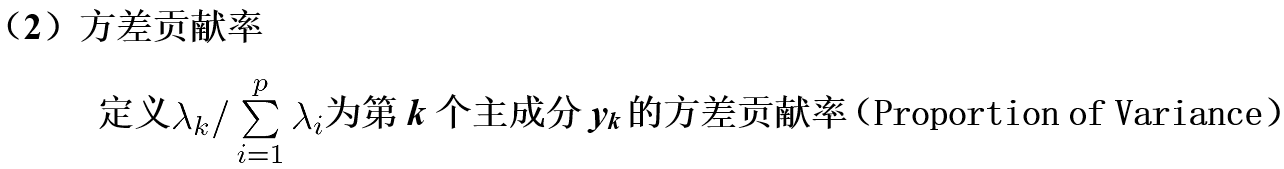 （2）方差贡献率
定义λ_k/∑_{i=1}^{p} λ_i为第 k 个主成分 y_k 的方差贡献率（Proportion of Variance）